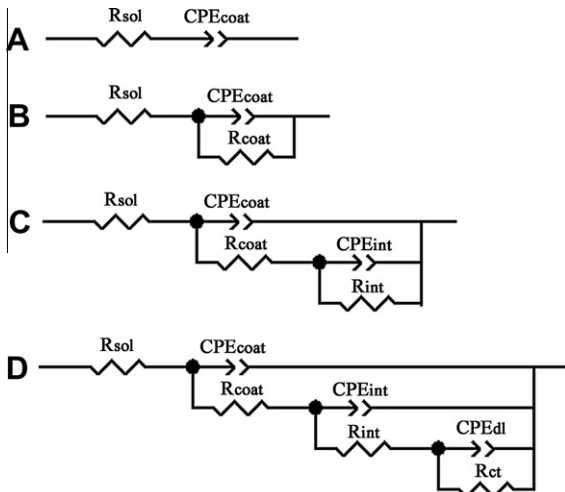 Rsol CPEcoat
A
Rsol CPEcoat
B
Rcoat
Rsol CPEcoat
C
Rcoat CPEint
Rint
Rsol CPEcoat
D
Rcoat CPEint
Rint CPEdl
Rct